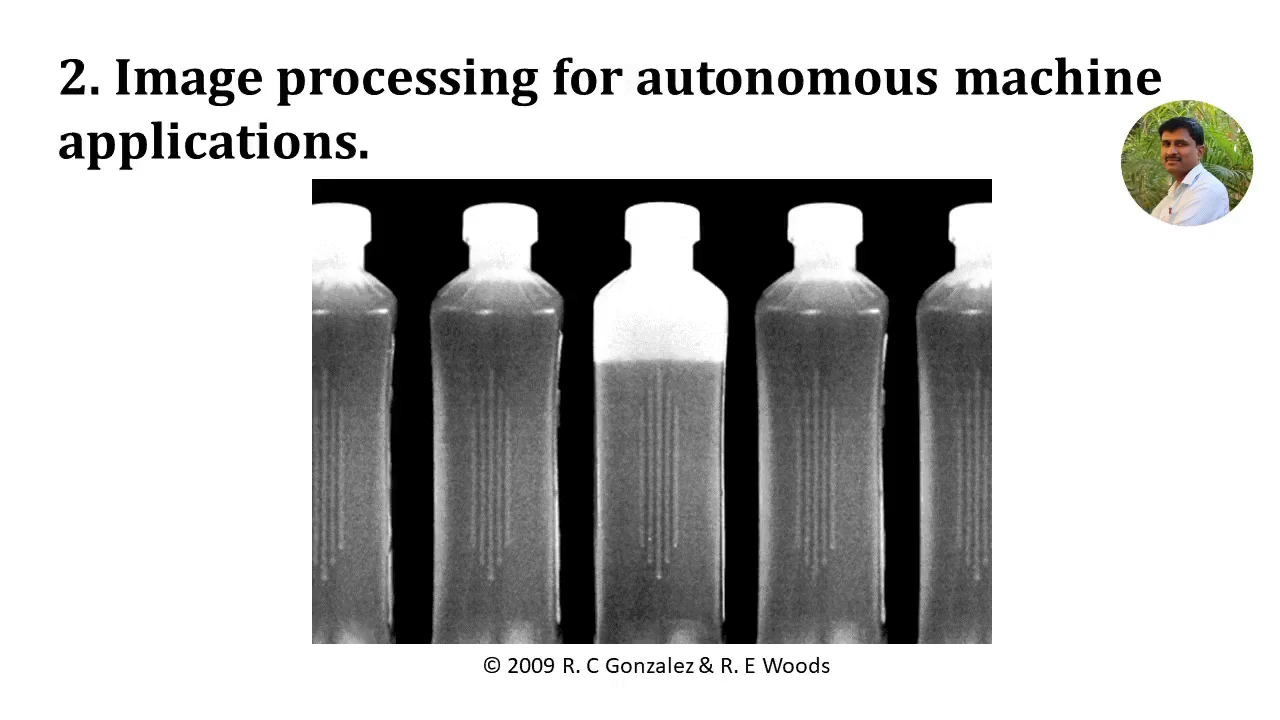 2. Image processing for autonomous machine
applications.
© 2009 R. C Gonzalez & R. E Woods